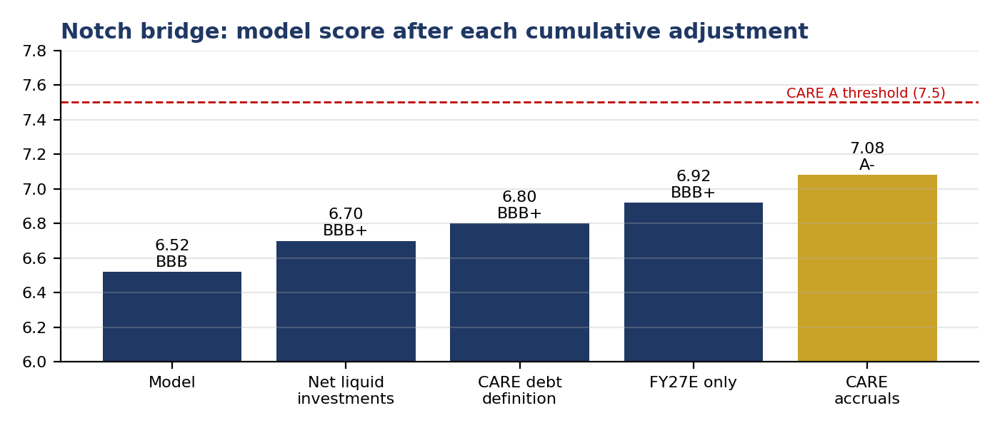 Notch bridge: model score after each cumulative adjustment
7.8
7.6
7.4
7.2
7.0
6.8
6.6
6.4
6.2
6.0
CARE A threshold (7.5)
6.52
BBB
6.70
BBB+
6.80
BBB+
6.92
BBB+
7.08
A-
Model
Net liquid
investments
CARE debt
definition
FY27E only
CARE
accruals